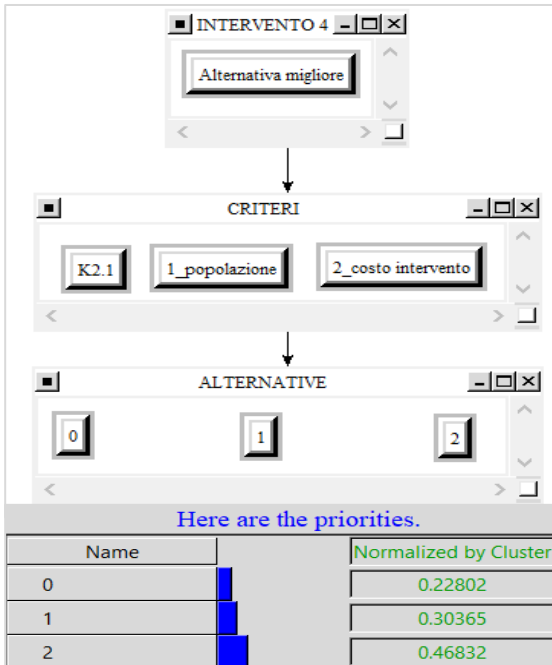 INTERVENTO 4
Alternativa migliore
CRITERI
K2.1 1_popolazione 2_costo intervento
ALTERNATIVE
0 1 2
Here are the priorities.
Name Normalized by Cluster
0 0.22802
1 0.30365
2 0.46832